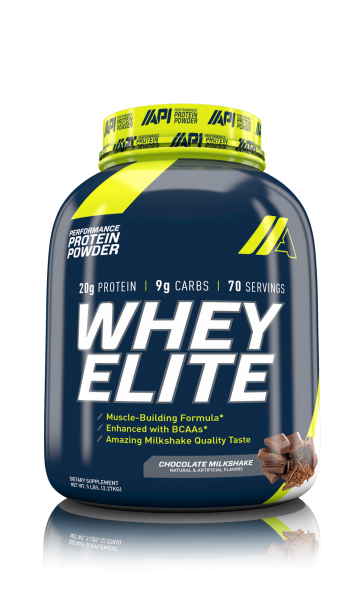 API PERFORMANCE PROTEIN POWDER
PERFORMANCE
PROTEIN
POWDER
20g PROTEIN | 9g CARBS | 70 SERVINGS
WHEY
ELITE
Muscle-Building Formula*
Enhanced with BCAAs*
Amazing Milkshake Quality Taste
CHOCOLATE MILKSHAKE
NATURAL & ARTIFICIAL FLAVORS
DIETARY SUPPLEMENT
NET WT. 5 LBS. (2.27KG)